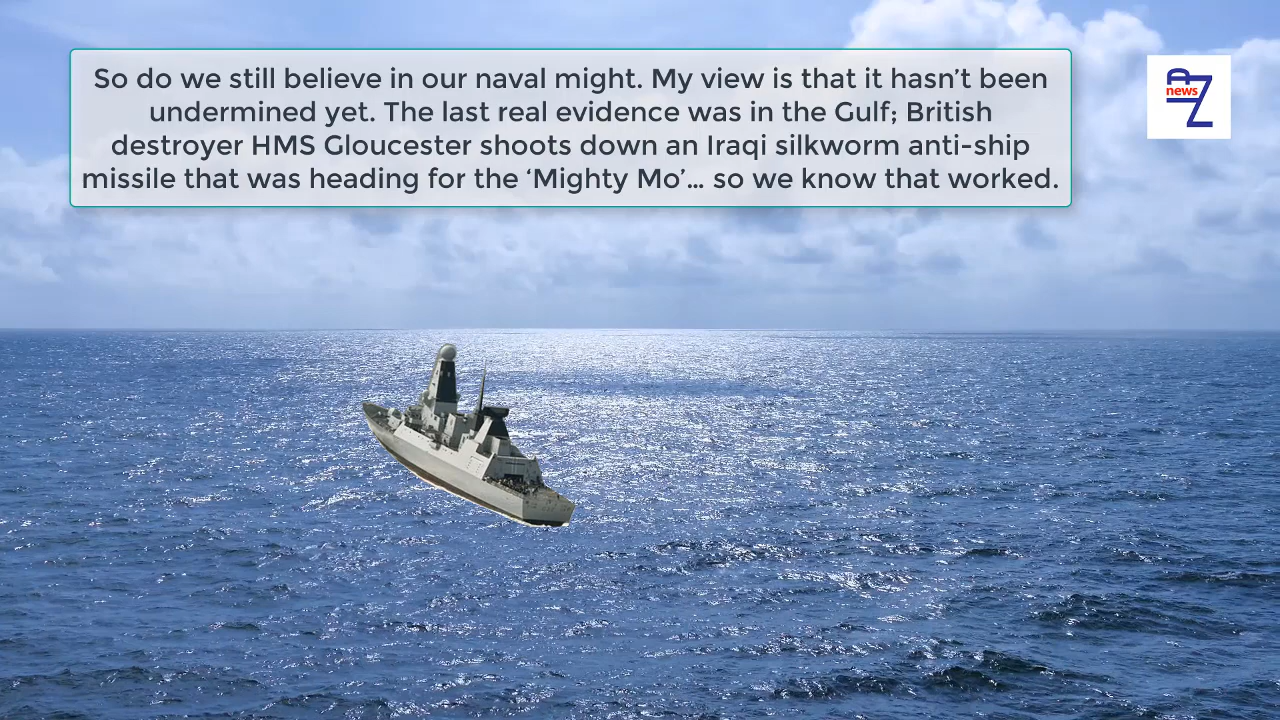 So do we still believe in our naval might. My view is that it hasn’t been
undermined yet. The last real evidence was in the Gulf; British
destroyer HMS Gloucester shoots down an Iraqi silkworm anti-ship
missile that was heading for the ‘Mighty Mo’... so we know that worked.
A
news
Z